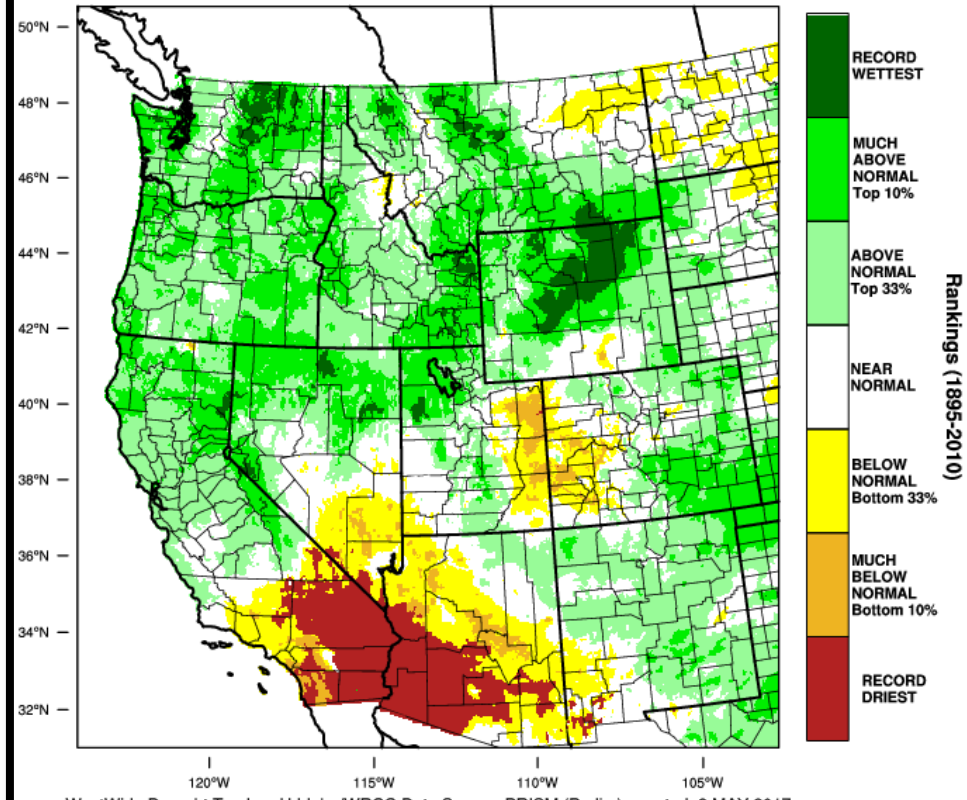 50°N
48°N
46°N
44°N
42°N
40°N
38°N
36°N
34°N
32°N
120°W
115°W
110°W
105°W
RECORD
WETTEST
MUCH
ABOVE
NORMAL
Top 10%
ABOVE
NORMAL
Top 33%
NEAR
NORMAL
BELOW
NORMAL
Bottom 33%
MUCH
BELOW
NORMAL
Bottom 10%
RECORD
DRIEST
Rankings (1895-2010)